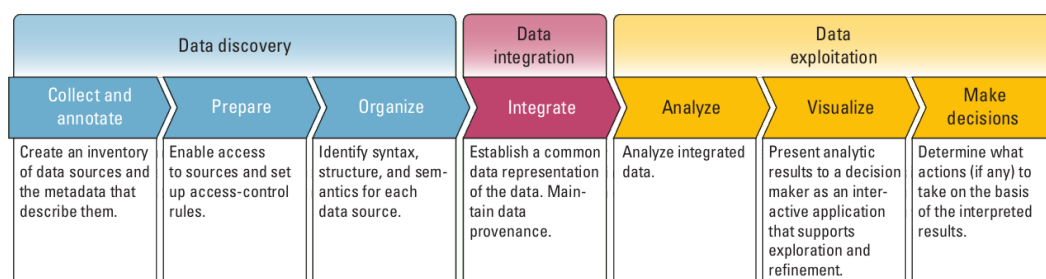 Data discovery
Data
integration
Data
exploitation
Collect and
annotate
Prepare
Organize
Integrate
Analyze
Visualize
Make
decisions
Create an inventory
of data sources and
the metadata that
describe them.
Enable access
to sources and set
up access-control
rules.
Identify syntax,
structure, and sem-
antics for each
data source.
Establish a common
data representation
of the data. Main-
tain data
provenance.
Analyze integrated
data.
Present analytic
results to a decision
maker as an inter-
active application
that supports
exploration and
refinement.
Determine what
actions (if any) to
take on the basis
of the interpreted
results.